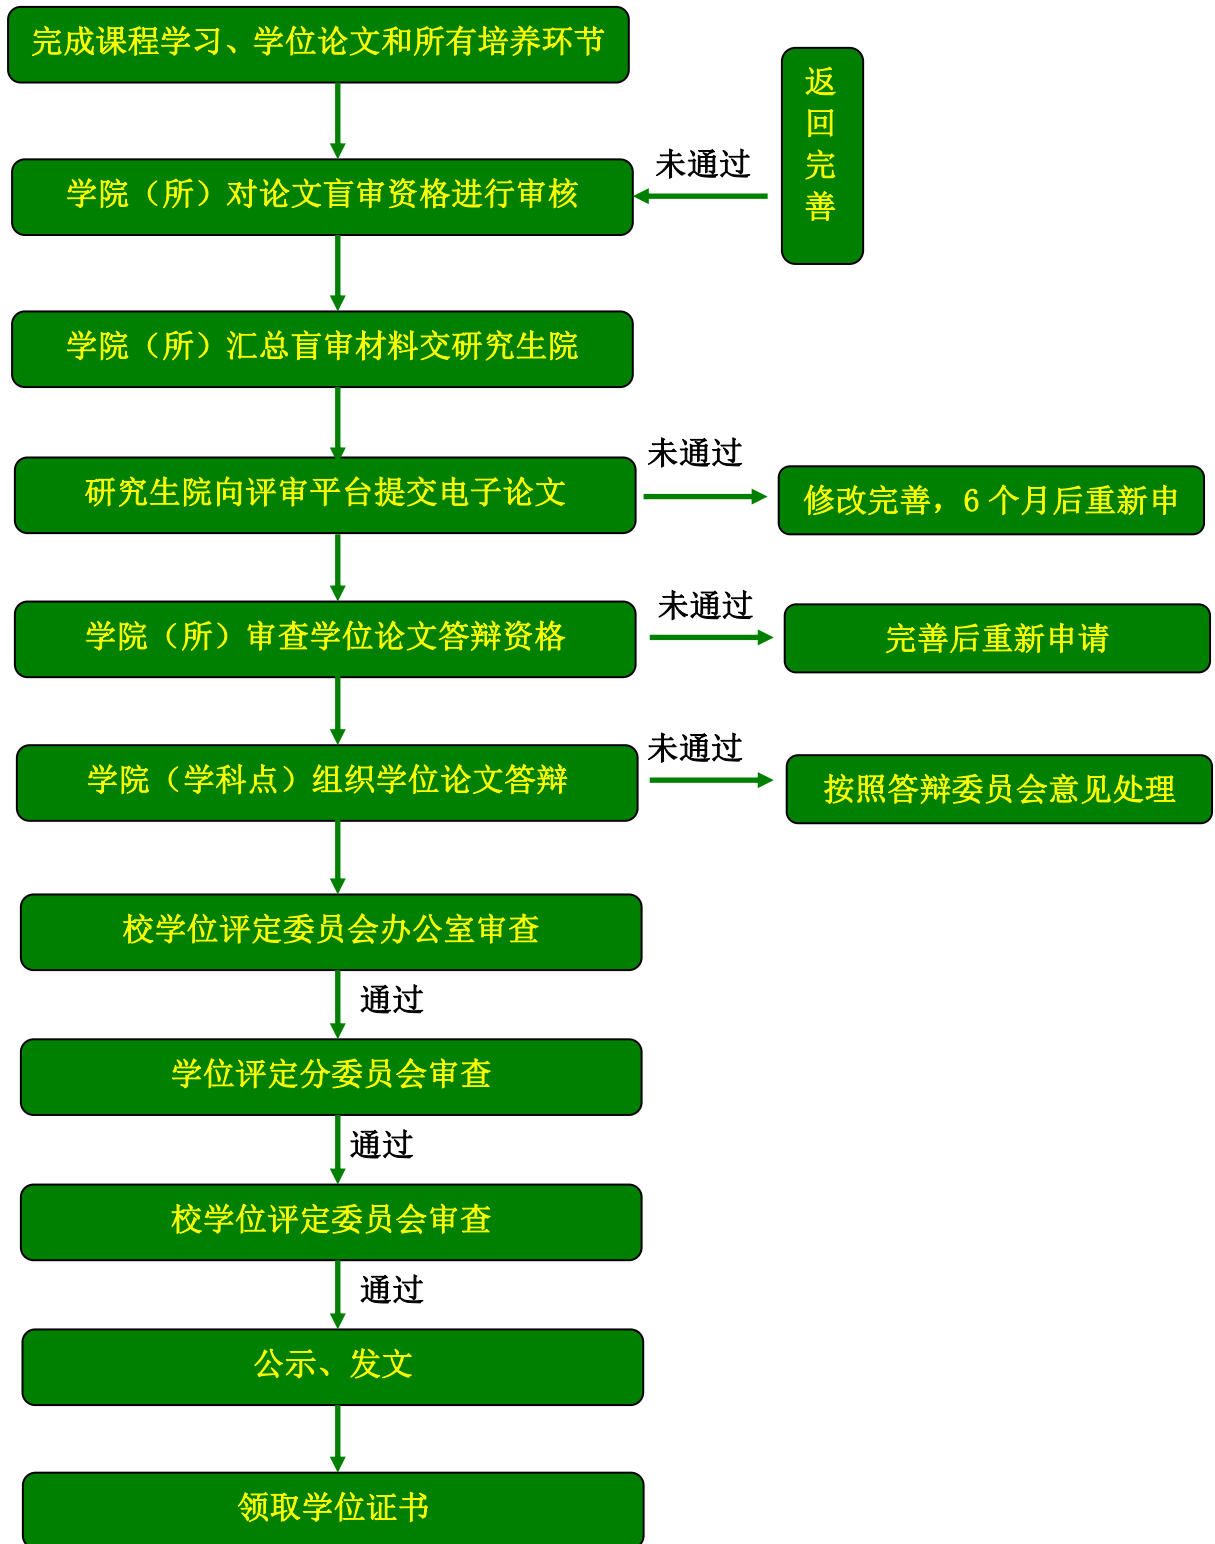 完成课程学习、学位论文和所有培养环节
返
回
完
善
未通过
学院（所）对论文盲审资格进行审核
学院（所）汇总盲审材料交研究生院
未通过
研究生院向评审平台提交电子论文
修改完善，6 个月后重新申
未通过
学院（所）审查学位论文答辩资格
完善后重新申请
未通过
学院（学科点）组织学位论文答辩
按照答辩委员会意见处理
校学位评定委员会办公室审查
通过
学位评定分委员会审查
通过
校学位评定委员会审查
通过
公示、发文
领取学位证书